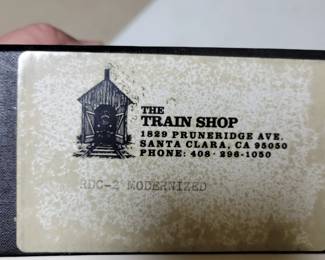 THE
TRAIN SHOP
1829 PRUNERIDGE AVE.
SANTA CLARA, CA 95050
PHONE: 408 · 296-1050
RDC-2 MODERNIZED